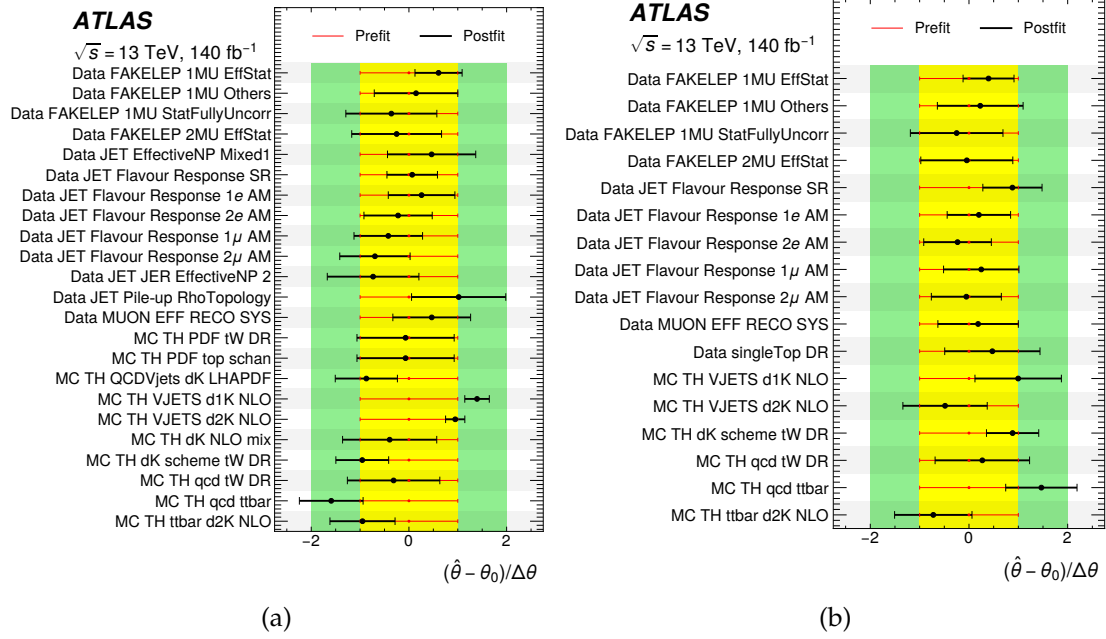 ATLAS
√s = 13 TeV, 140 fb⁻¹
Prefit Postfit
Data FAKELEP 1MU EffStat
Data FAKELEP 1MU Others
Data FAKELEP 1MU StatFullyUncorr
Data FAKELEP 2MU EffStat
Data JET EffectiveNP Mixed1
Data JET Flavour Response SR
Data JET Flavour Response 1e AM
Data JET Flavour Response 2e AM
Data JET Flavour Response 1μ AM
Data JET Flavour Response 2μ AM
Data JET JER EffectiveNP 2
Data JET Pile-up RhoTopology
Data MUON EFF RECO SYS
MC TH PDF tW DR
MC TH PDF top schan
MC TH QCDVjets dK LHAPDF
MC TH VJETS d1K NLO
MC TH VJETS d2K NLO
MC TH dK NLO mix
MC TH dK scheme tW DR
MC TH qcd tW DR
MC TH qcd ttbar
MC TH ttbar d2K NLO
−2 0 2
(θ̂ − θ₀)/Δθ
(a)
ATLAS
√s = 13 TeV, 140 fb⁻¹
Prefit Postfit
Data FAKELEP 1MU EffStat
Data FAKELEP 1MU Others
Data FAKELEP 1MU StatFullyUncorr
Data FAKELEP 2MU EffStat
Data JET Flavour Response SR
Data JET Flavour Response 1e AM
Data JET Flavour Response 2e AM
Data JET Flavour Response 1μ AM
Data JET Flavour Response 2μ AM
Data MUON EFF RECO SYS
Data singleTop DR
MC TH VJETS d1K NLO
MC TH VJETS d2K NLO
MC TH dK scheme tW DR
MC TH qcd tW DR
MC TH qcd ttbar
MC TH ttbar d2K NLO
−2 0 2
(θ̂ − θ₀)/Δθ
(b)